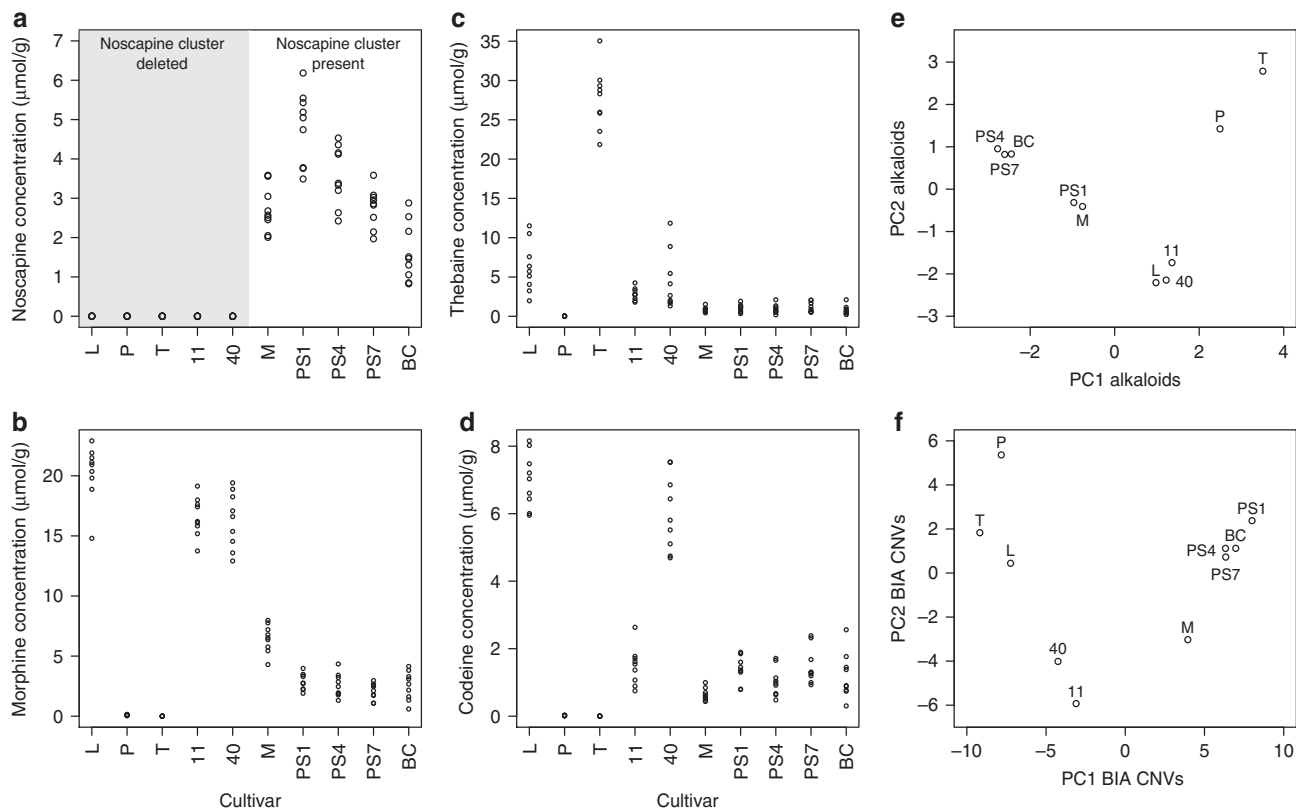 a
Noscapine concentration (μmol/g)
7
6
5
4
3
2
1
0
Noscapine cluster
deleted
Noscapine cluster
present
L
P
T
11
40
M
PS1
PS4
PS7
BC
c
Thebaine concentration (μmol/g)
35
30
25
20
15
10
5
0
L
P
T
11
40
M
PS1
PS4
PS7
BC
e
PC2 alkaloids
3
2
1
0
−1
−2
−3
T
P
PS4
BC
PS7
PS1
M
11
L
40
−2
0
2
PC1 alkaloids
b
Morphine concentration (μmol/g)
20
15
10
5
0
L
P
T
11
40
M
PS1
PS4
PS7
BC
Cultivar
d
Codeine concentration (μmol/g)
8
6
4
2
0
L
P
T
11
40
M
PS1
PS4
PS7
BC
Cultivar
f
PC2 BIA CNVs
6
4
2
0
−2
−4
−6
P
T
L
PS1
BC
PS4
PS7
M
40
11
−10
−5
0
5
10
PC1 BIA CNVs